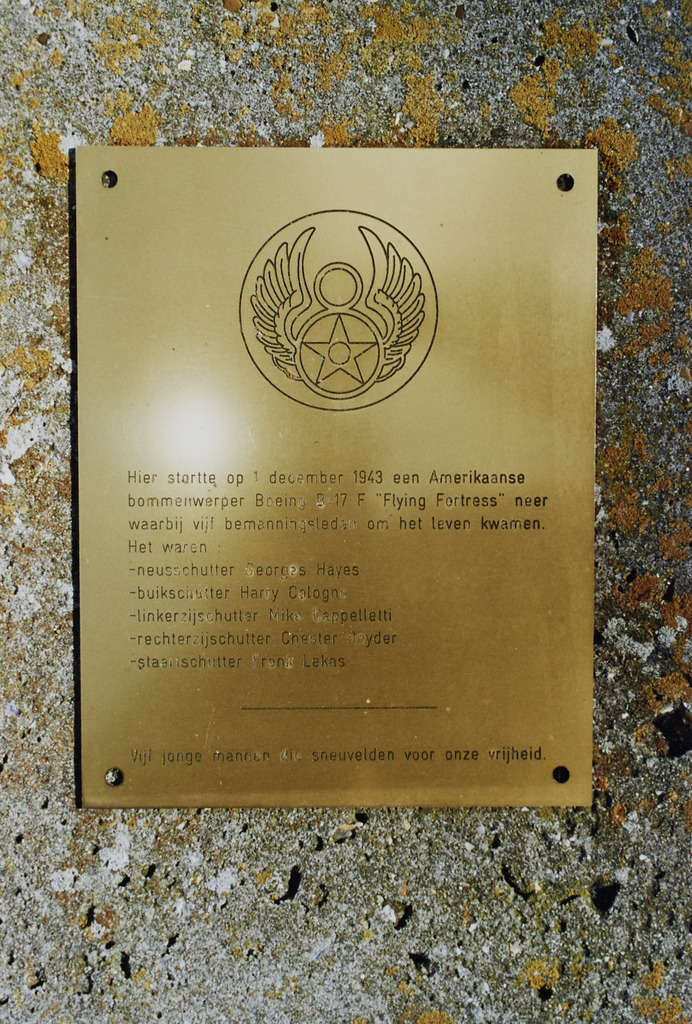 Hier stortte op 1 december 1943 een Amerikaanse
bommenwerper Boeing B-17 F "Flying Fortress" neer
waarbij vijf bemanningsleden om het leven kwamen.
Het waren :
-neusschutter Georges Hayes
-buikschutter Harry Cologne
-linkerzijschutter Mike Cappelletti
-rechterzijschutter Chester
-staartschutter Frank Lekas
Vijf jonge mannen die sneuvelden voor onze vrijheid.